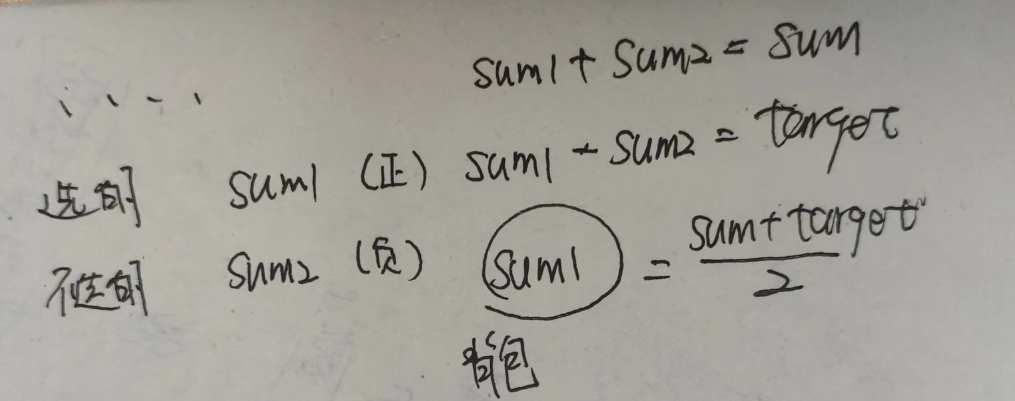 sum1 + sum2 = sum
选的 sum1 (正) sum1 - sum2 = target
不选的 sum2 (负) sum1 = sum+target / 2
背包